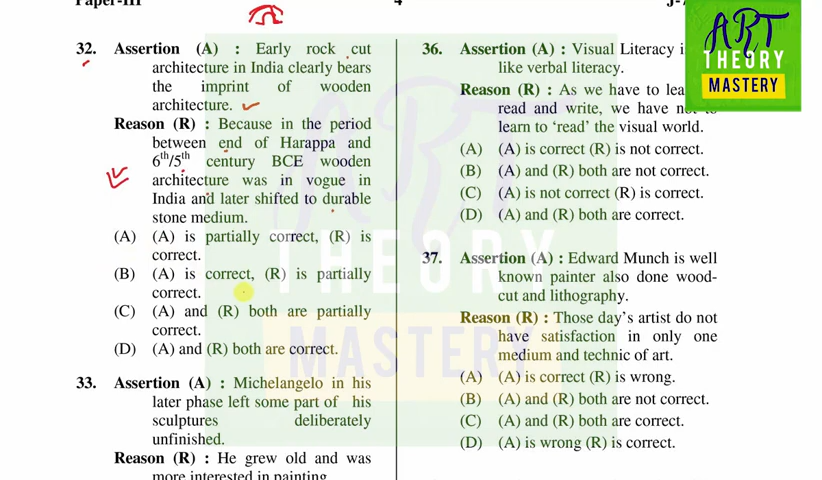 Paper-III
4
32. Assertion (A) : Early rock cut
architecture in India clearly bears
the imprint of wooden
architecture.
Reason (R) : Because in the period
between end of Harappa and
6th/5th century BCE wooden
architecture was in vogue in
India and later shifted to durable
stone medium.
(A) (A) is partially correct, (R) is
correct.
(B) (A) is correct, (R) is partially
correct.
(C) (A) and (R) both are partially
correct.
(D) (A) and (R) both are correct.
33. Assertion (A) : Michelangelo in his
later phase left some part of his
sculptures deliberately
unfinished.
Reason (R) : He grew old and was
more interested in painting.
36. Assertion (A) : Visual Literacy
like verbal literacy.
Reason (R) : As we have to
read and write, we have to
learn to 'read' the visual world.
(A) (A) is correct (R) is not correct.
(B) (A) and (R) both are not correct.
(C) (A) is not correct (R) is correct.
(D) (A) and (R) both are correct.
37. Assertion (A) : Edward Munch is well
known painter also done wood-
cut and lithography.
Reason (R) : Those day's artist do not
have satisfaction in only one
medium and technic of art.
(A) (A) is correct (R) is wrong.
(B) (A) and (R) both are not correct.
(C) (A) and (R) both are correct.
(D) (A) is wrong (R) is correct.
ART
THEORY
MASTERY
ART
THEORY
MASTERY